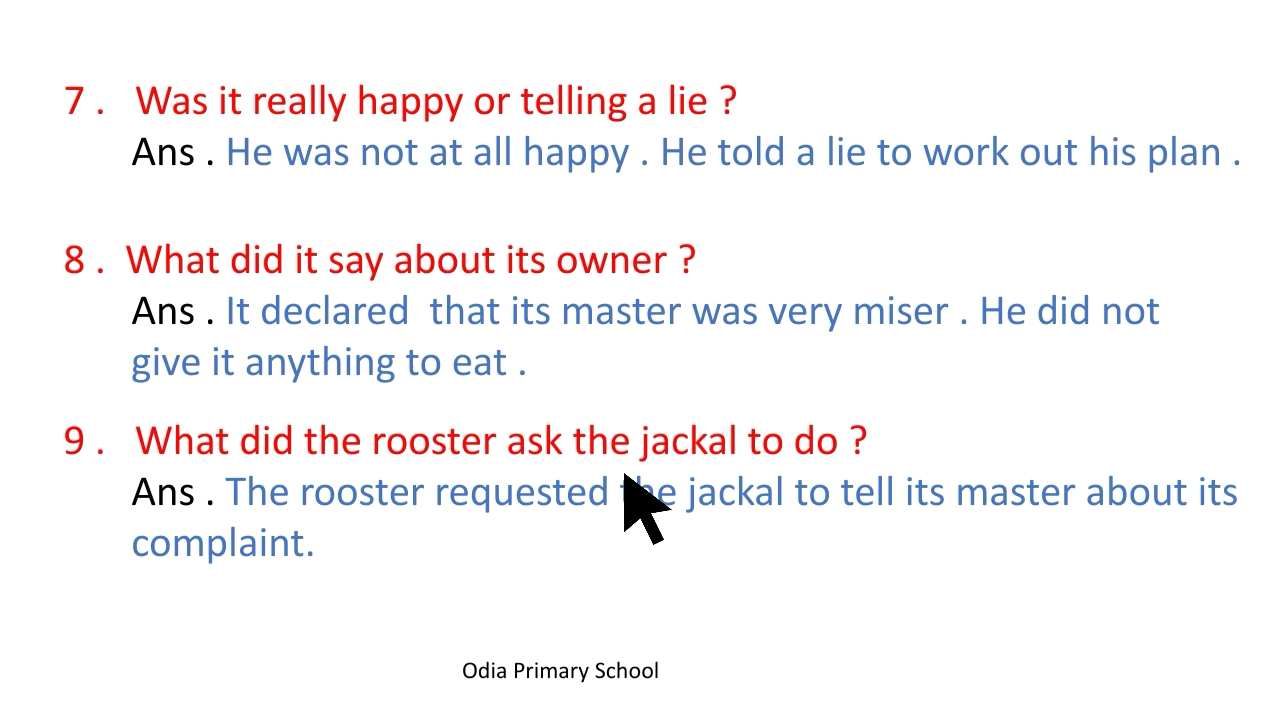 7 . Was it really happy or telling a lie ?
Ans . He was not at all happy . He told a lie to work out his plan .
8 . What did it say about its owner ?
Ans . It declared that its master was very miser . He did not
give it anything to eat .
9 . What did the rooster ask the jackal to do ?
Ans . The rooster requested the jackal to tell its master about its
complaint.
Odia Primary School